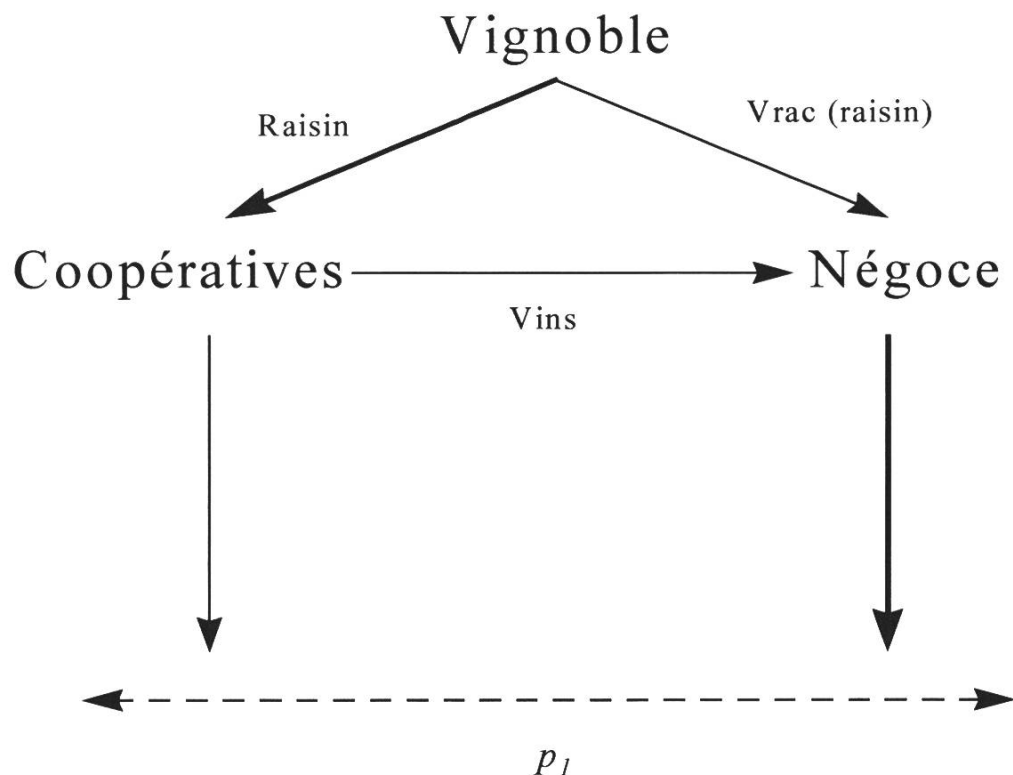 Vignoble
Raisin
Vrac (raisin)
Coopératives
Négoce
Vins
p₁